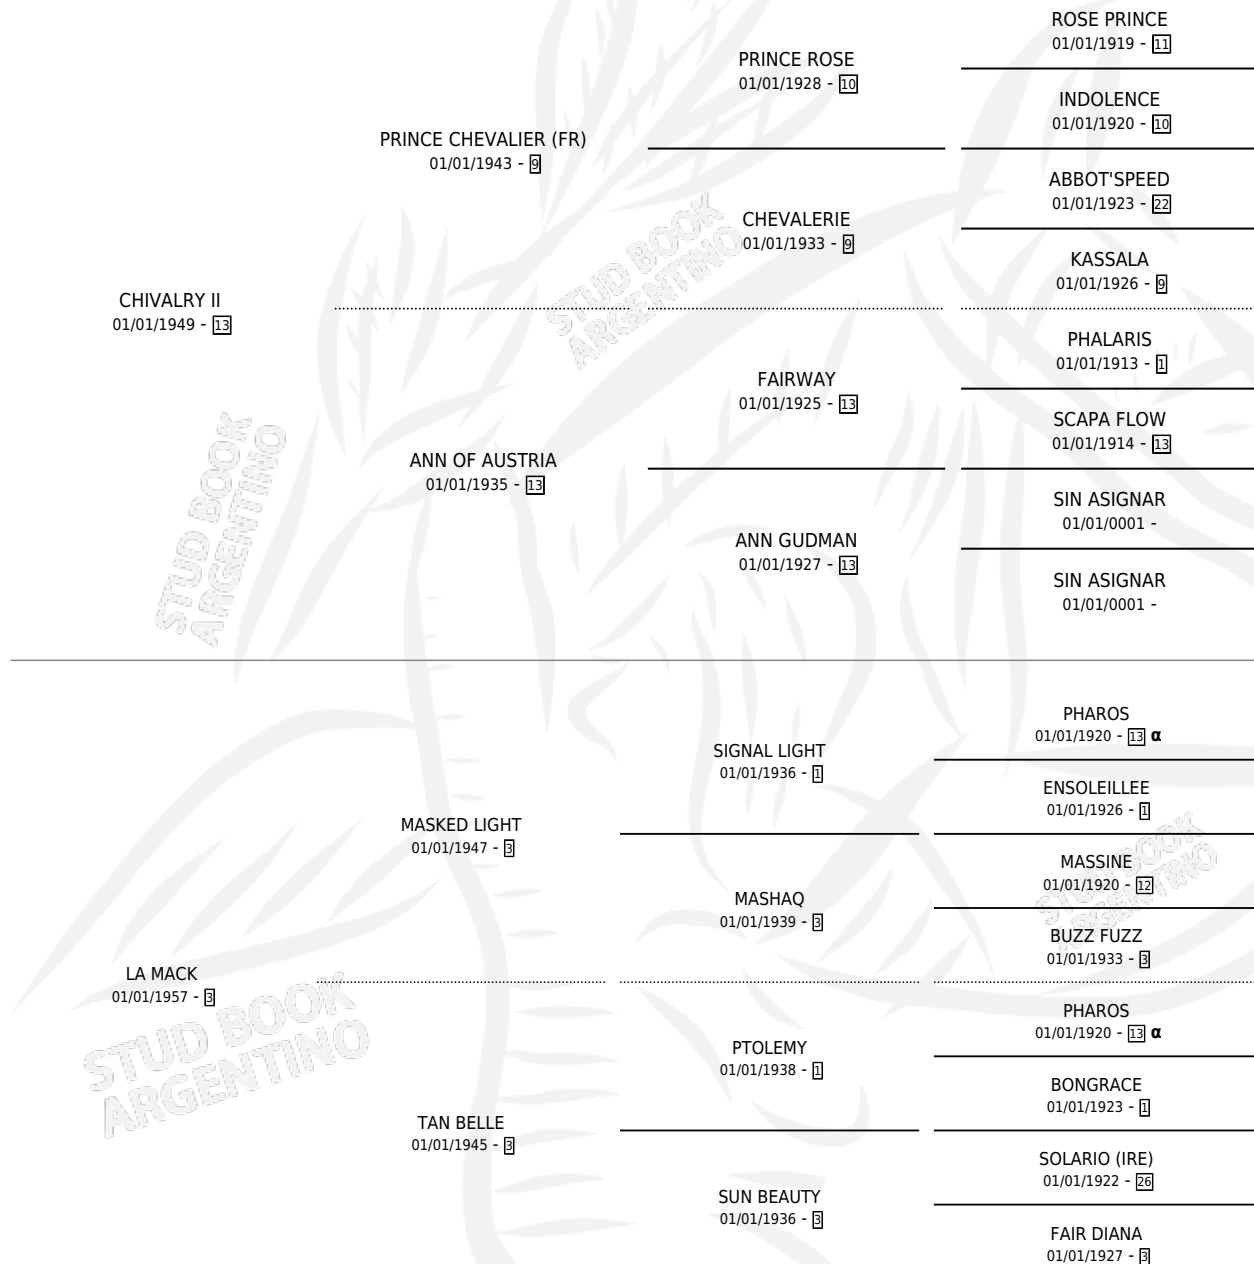 ROSE PRINCE
01/01/1919 - 11
PRINCE ROSE
01/01/1928 - 10
INDOLENCE
01/01/1920 - 10
PRINCE CHEVALIER (FR)
01/01/1943 - 9
ABBOT'SPEED
01/01/1923 - 22
CHEVALERIE
01/01/1933 - 9
KASSALA
01/01/1926 - 9
STUD BOOK
ARGENTINO
CHIVALRY II
01/01/1949 - 13
PHALARIS
01/01/1913 - 1
FAIRWAY
01/01/1925 - 13
SCAPA FLOW
01/01/1914 - 13
ANN OF AUSTRIA
01/01/1935 - 13
SIN ASIGNAR
01/01/0001 -
ANN GUDMAN
01/01/1927 - 13
SIN ASIGNAR
01/01/0001 -
STUD BOOK
ARGENTINO
PHAROS
01/01/1920 - 13 α
SIGNAL LIGHT
01/01/1936 - 1
ENSOLEILLEE
01/01/1926 - 1
MASKED LIGHT
01/01/1947 - 3
MASSINE
01/01/1920 - 12
STUD BOOK
ARGENTINO
MASHAQ
01/01/1939 - 3
BUZZ FUZZ
01/01/1933 - 3
LA MACK
01/01/1957 - 3
STUD BOOK
ARGENTINO
PHAROS
01/01/1920 - 13 α
PTOLEMY
01/01/1938 - 1
BONGRACE
01/01/1923 - 1
TAN BELLE
01/01/1945 - 3
SOLARIO (IRE)
01/01/1922 - 26
SUN BEAUTY
01/01/1936 - 3
FAIR DIANA
01/01/1927 - 3